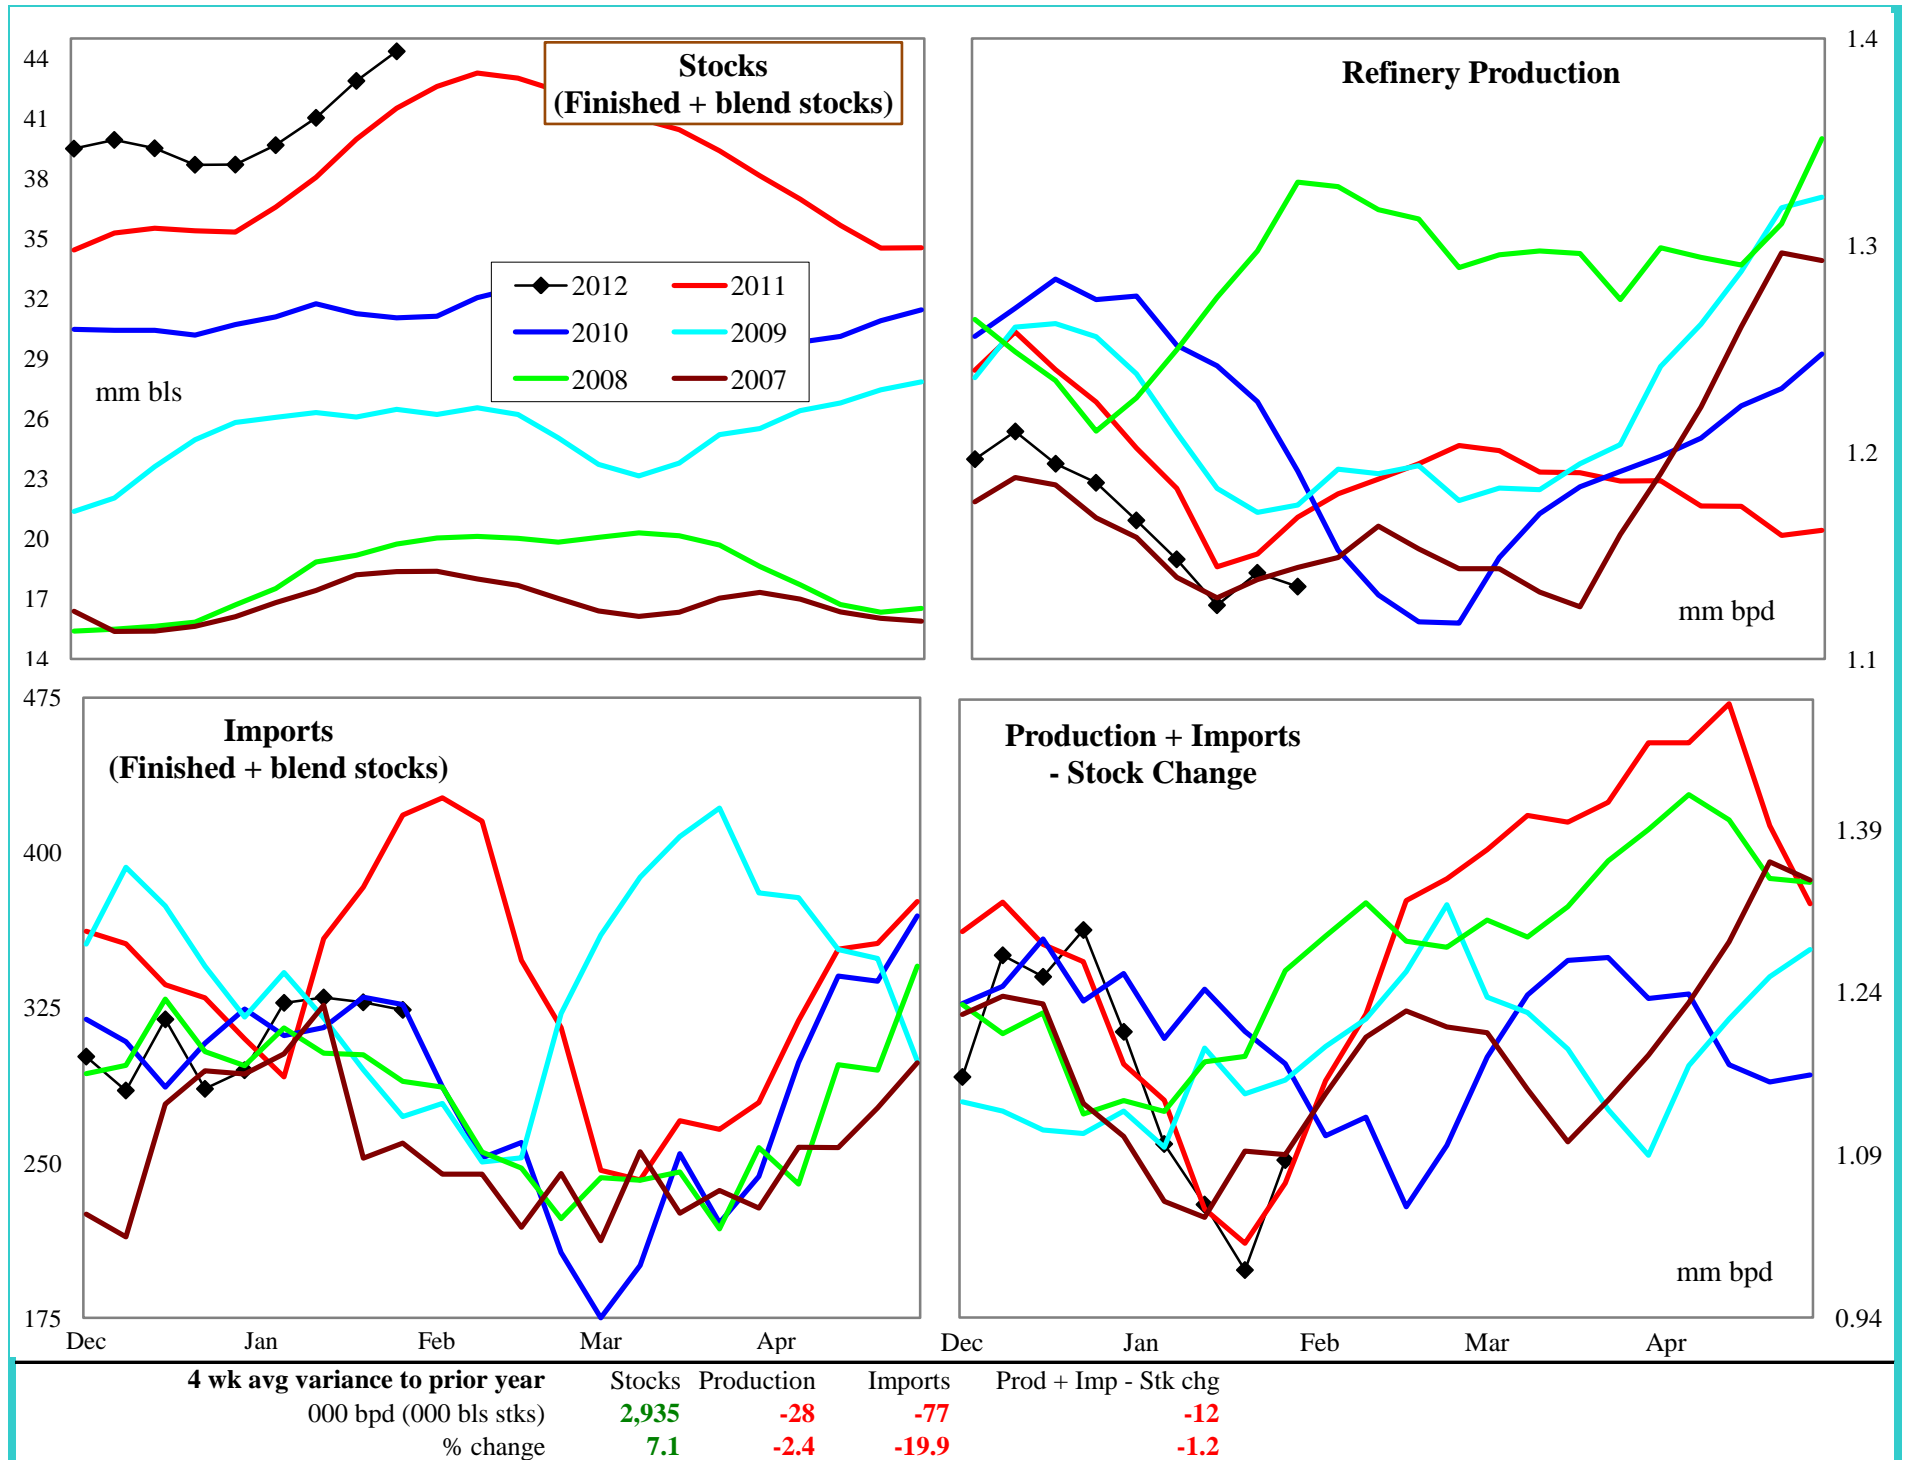 Stocks
(Finished + blend stocks)
44
41
38
35
32
29
26
23
20
17
14
mm bls
2012
2011
2010
2009
2008
2007
Refinery Production
1.4
1.3
1.2
1.1
mm bpd
Imports
(Finished + blend stocks)
475
400
325
250
175
Dec Jan Feb Mar Apr
Production + Imports
- Stock Change
1.39
1.24
1.09
0.94
mm bpd
Dec Jan Feb Mar Apr
4 wk avg variance to prior year Stocks Production Imports Prod + Imp - Stk chg
000 bpd (000 bls stks) 2,935 -28 -77 -12
% change 7.1 -2.4 -19.9 -1.2